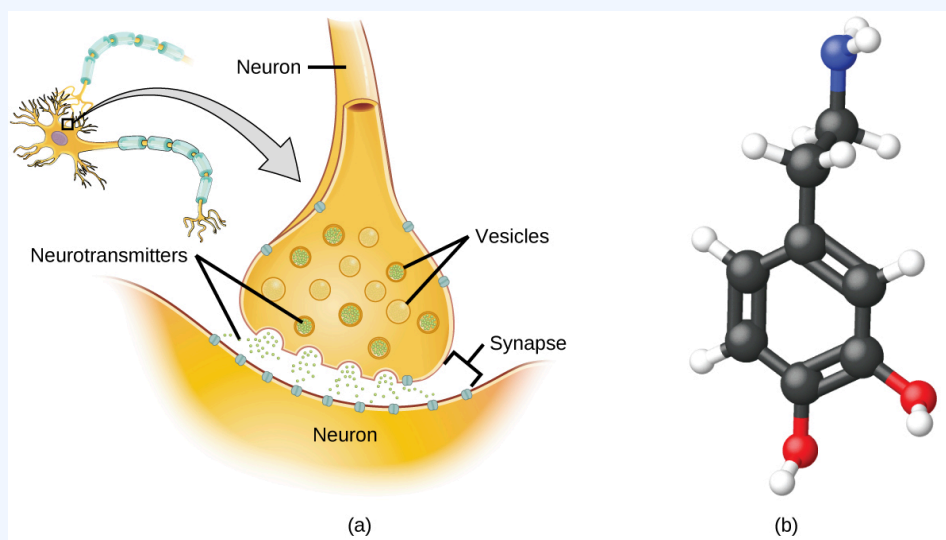 Neuron
Vesicles
Neurotransmitters
Synapse
Neuron
(a)
(b)